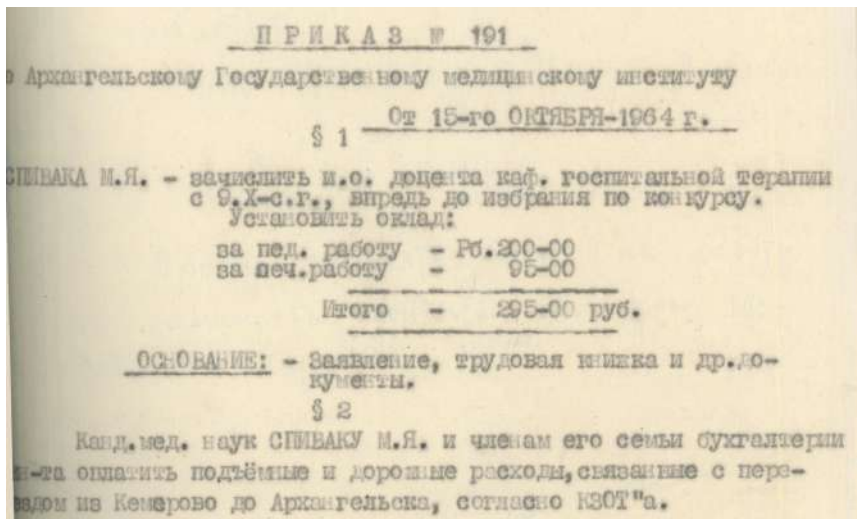 ПРИКАЗ № 191
о Архангельскому Государственному медицинскому институту
От 15-го ОКТЯБРЯ-1964 г.
§ 1
СПИВАКА М.Я. - зачислить и.о. доцента каф. госпитальной терапии
с 9.X-с.г., впредь до избрания по конкурсу.
Установить оклад:
за пед. работу - Рб.200-00
за леч.работу - 95-00
Итого - 295-00 руб.
ОСНОВАНИЕ: - Заявление, трудовая книжка и др.до-
кументы.
§ 2
Канд.мед. наук СПИВАКУ М.Я. и членам его семьи бухгалтерии
ин-та оплатить подъёмные и дорожные расходы,связанные с пере-
ездом из Кемерово до Архангельска, согласно КЗОТ"а.